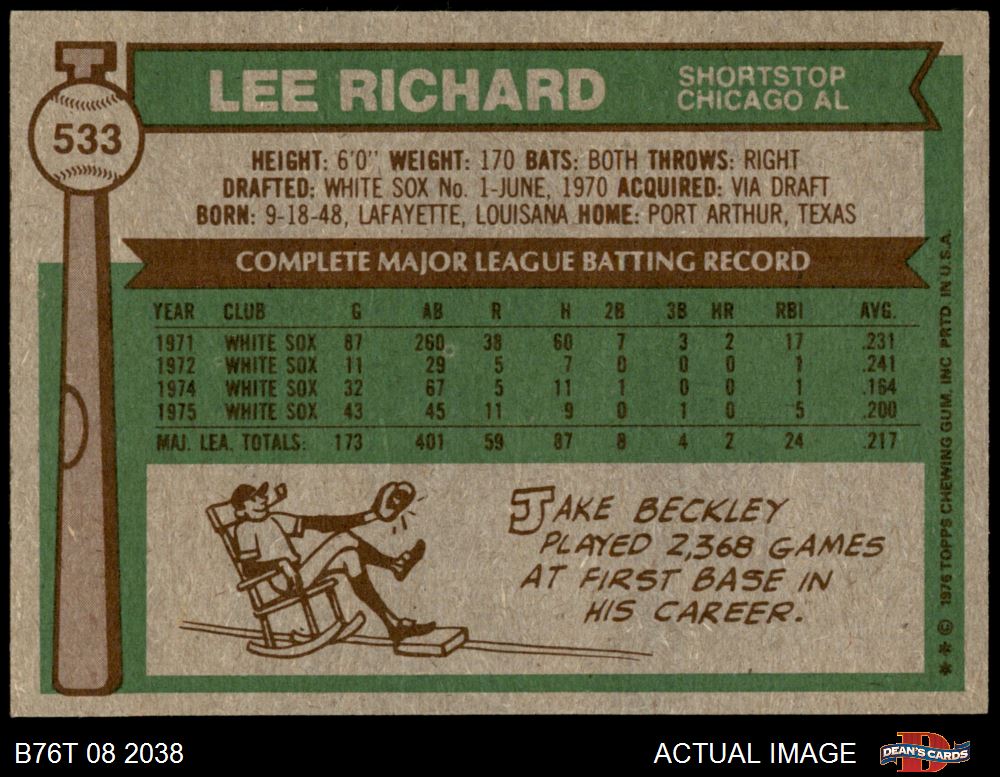 533
LEE RICHARD
SHORTSTOP
CHICAGO AL
HEIGHT: 6'0" WEIGHT: 170 BATS: BOTH THROWS: RIGHT
DRAFTED: WHITE SOX No. 1-JUNE, 1970 ACQUIRED: VIA DRAFT
BORN: 9-18-48, LAFAYETTE, LOUISIANA HOME: PORT ARTHUR, TEXAS
COMPLETE MAJOR LEAGUE BATTING RECORD
YEAR CLUB G AB R H 2B 3B HR RBI AVG.
1971 WHITE SOX 87 260 38 60 7 3 2 17 .231
1972 WHITE SOX 11 29 5 7 0 0 0 1 .241
1974 WHITE SOX 32 67 5 11 1 0 0 1 .164
1975 WHITE SOX 43 45 11 9 0 1 0 5 .200
MAJ. LEA. TOTALS: 173 401 59 87 8 4 2 24 .217
JAKE BECKLEY
PLAYED 2,368 GAMES
AT FIRST BASE IN
HIS CAREER.
* * © 1976 TOPPS CHEWING GUM, INC. PRTD. IN U.S.A.
B76T 08 2038
ACTUAL IMAGE
D
DEAN'S CARDS